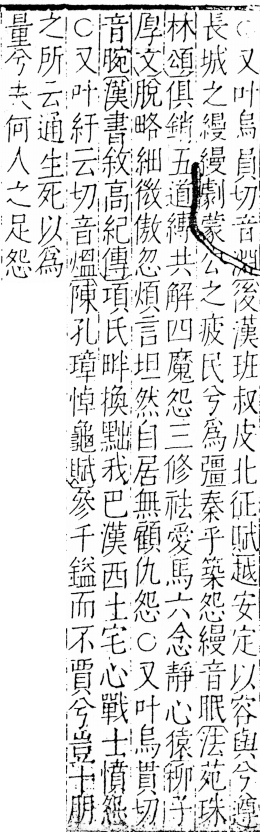 ○又叶烏員切音淵後漢班叔皮北征賦越安定以容與兮遵
長城之縵縵劇蒙公之疲民兮爲彊秦乎築怨縵音眠法苑珠
林頌俱銷五道縛共解四魔怨三修祛愛馬六念靜心猿柳子
厚文脫略細微傲忽煩言坦然自居無顧仇怨○又叶烏貫切
音腕漢書敘高紀傳項氏畔換黜我巴漢西土宅心戰士憤怨
○又叶紆云切音熅陳孔璋悼龜賦參千鎰而不賈兮豈十朋
之所云通生死以爲
量兮夫何人之足怨